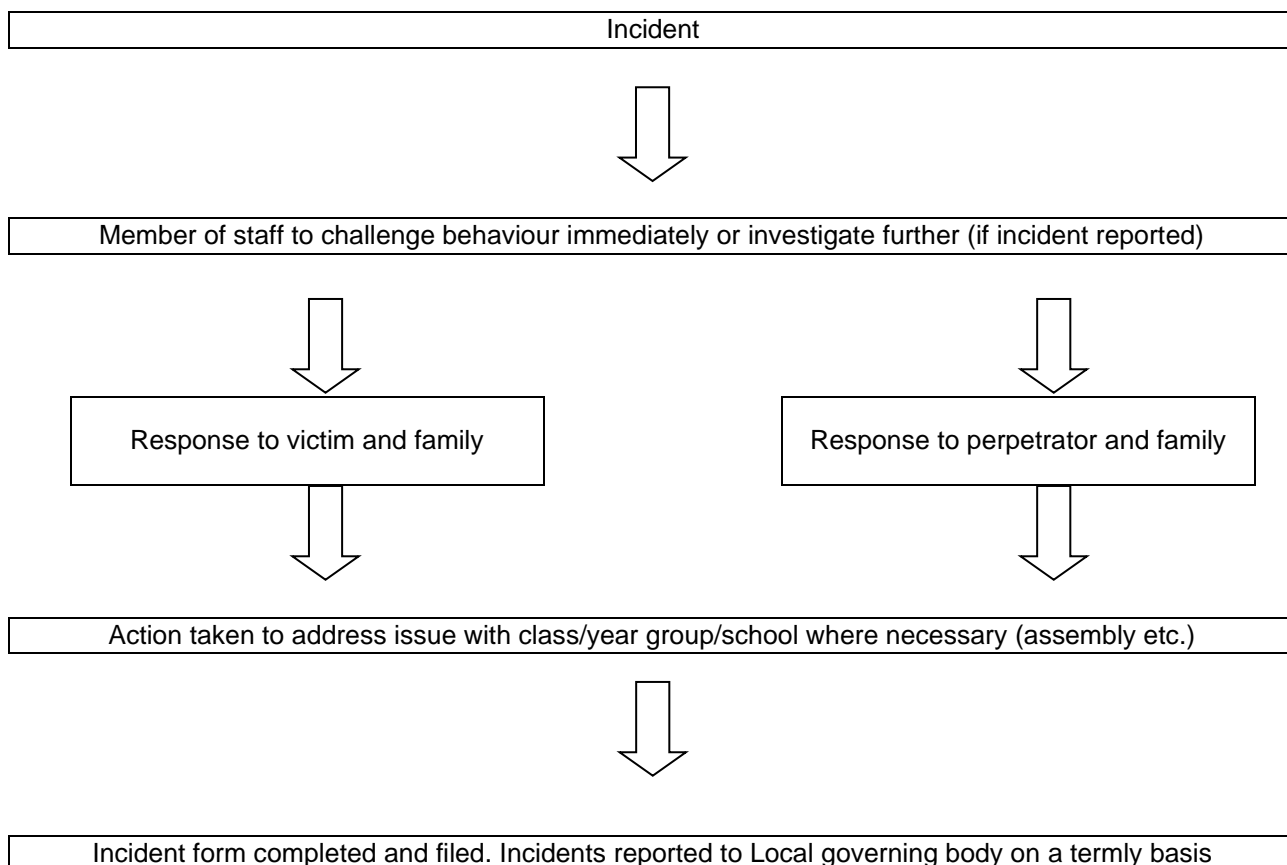 Incident
Member of staff to challenge behaviour immediately or investigate further (if incident reported)
Response to victim and family
Response to perpetrator and family
Action taken to address issue with class/year group/school where necessary (assembly etc.)
Incident form completed and filed. Incidents reported to Local governing body on a termly basis